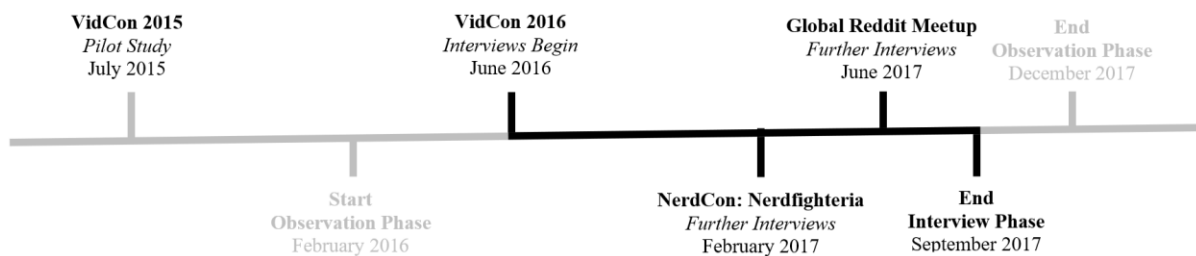 VidCon 2015
Pilot Study
July 2015
VidCon 2016
Interviews Begin
June 2016
Global Reddit Meetup
Further Interviews
June 2017
End
Observation Phase
December 2017
Start
Observation Phase
February 2016
NerdCon: Nerdfighteria
Further Interviews
February 2017
End
Interview Phase
September 2017